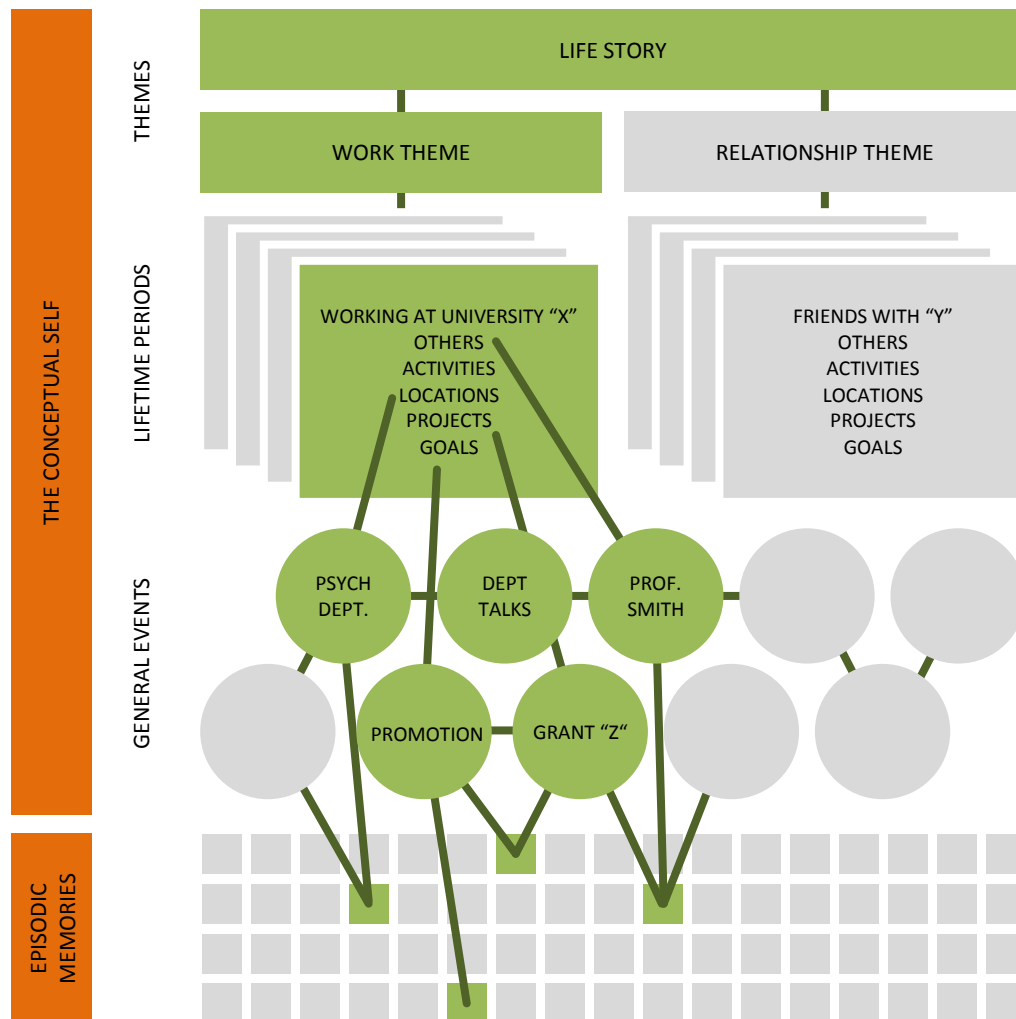 LIFE STORY
THEMES
WORK THEME
RELATIONSHIP THEME
THE CONCEPTUAL SELF
LIFETIME PERIODS
WORKING AT UNIVERSITY “X”
OTHERS
ACTIVITIES
LOCATIONS
PROJECTS
GOALS
FRIENDS WITH “Y”
OTHERS
ACTIVITIES
LOCATIONS
PROJECTS
GOALS
GENERAL EVENTS
PSYCH
DEPT.
DEPT
TALKS
PROF.
SMITH
PROMOTION
GRANT “Z“
EPISODIC
MEMORIES